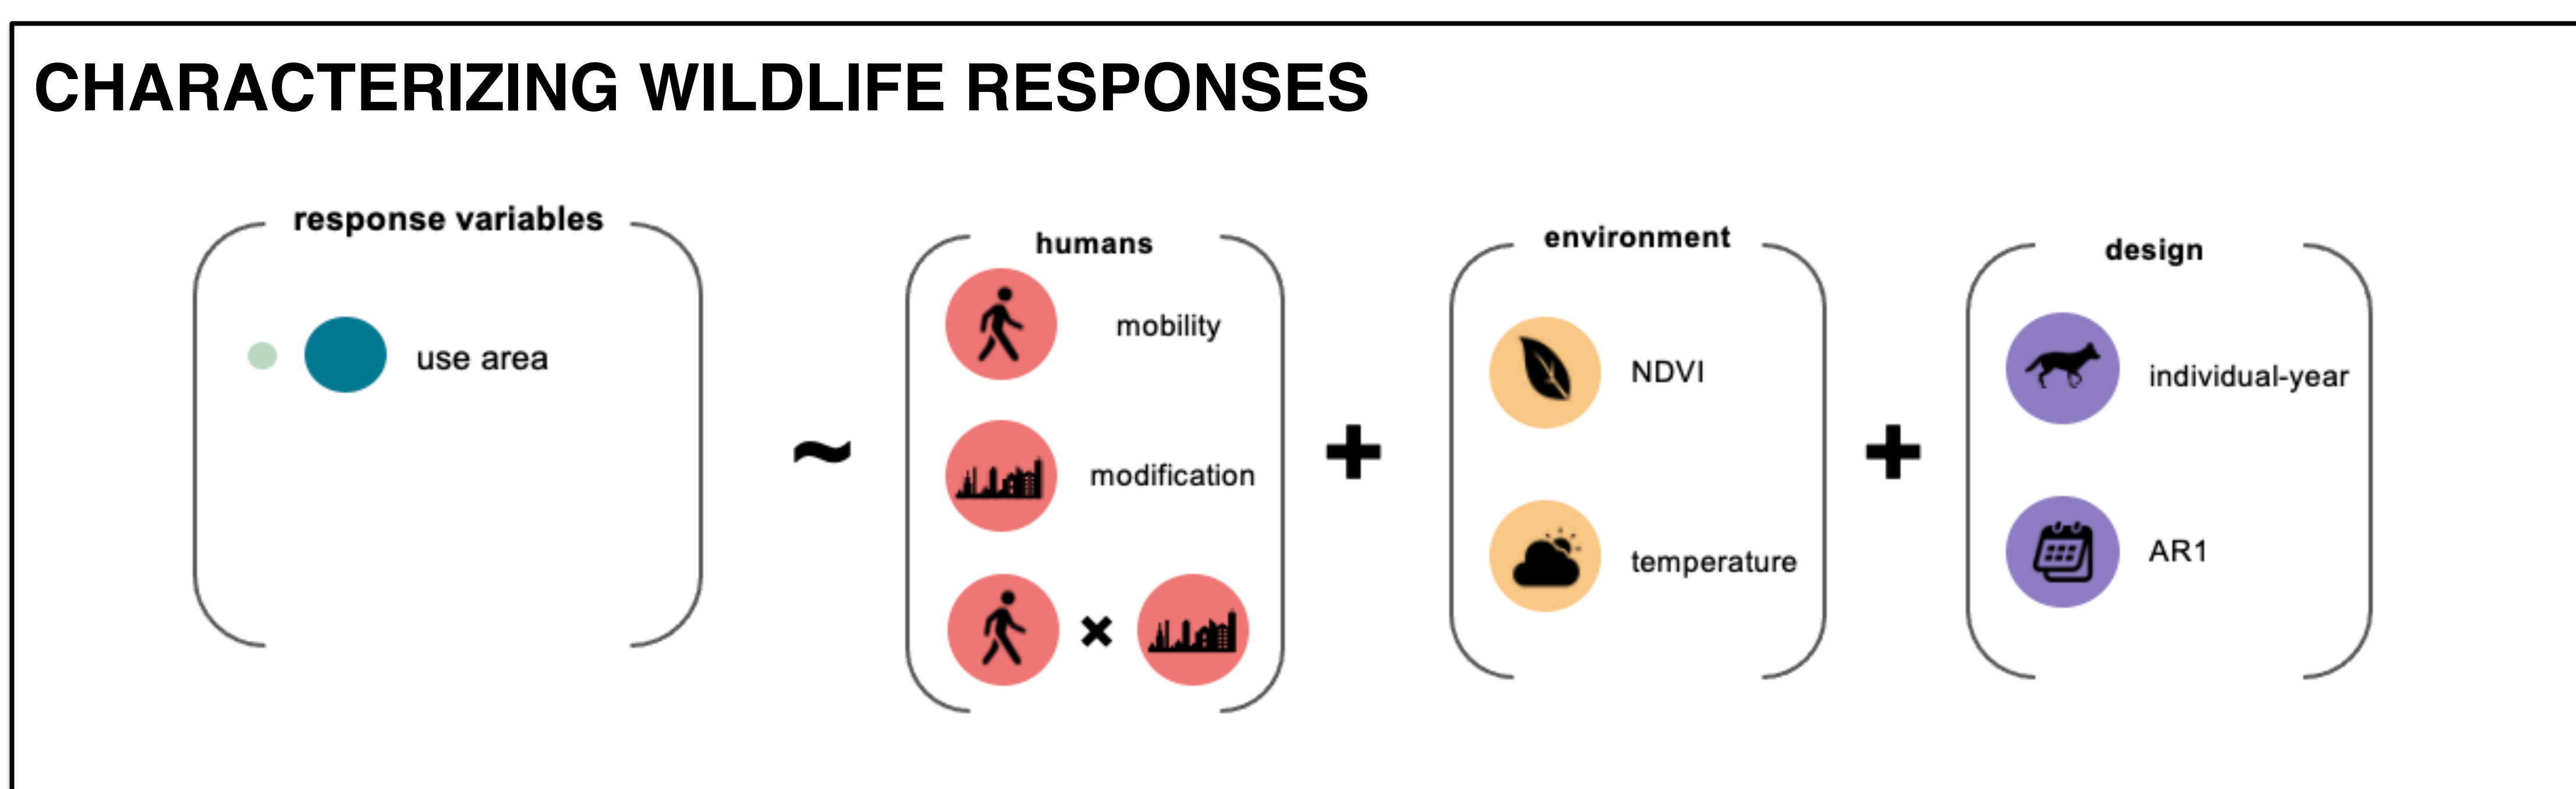 CHARACTERIZING WILDLIFE RESPONSES
response variables
use area
~
humans
mobility
modification
×
+
environment
NDVI
temperature
+
design
individual-year
AR1